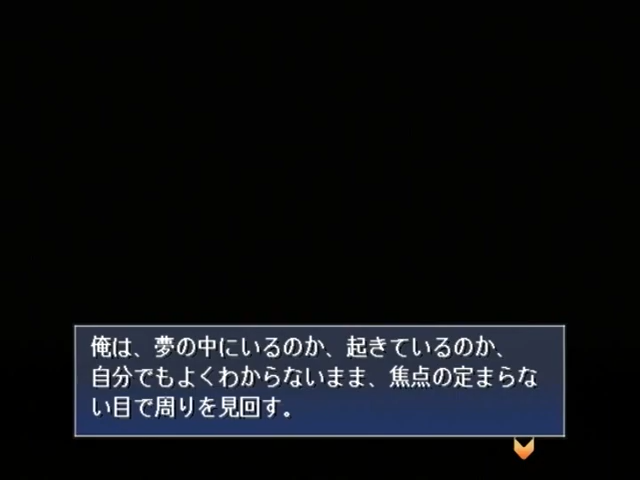 俺は、夢の中にいるのか、起きているのか、
自分でもよくわからないまま、焦点の定まらな
い目で周りを見回す。